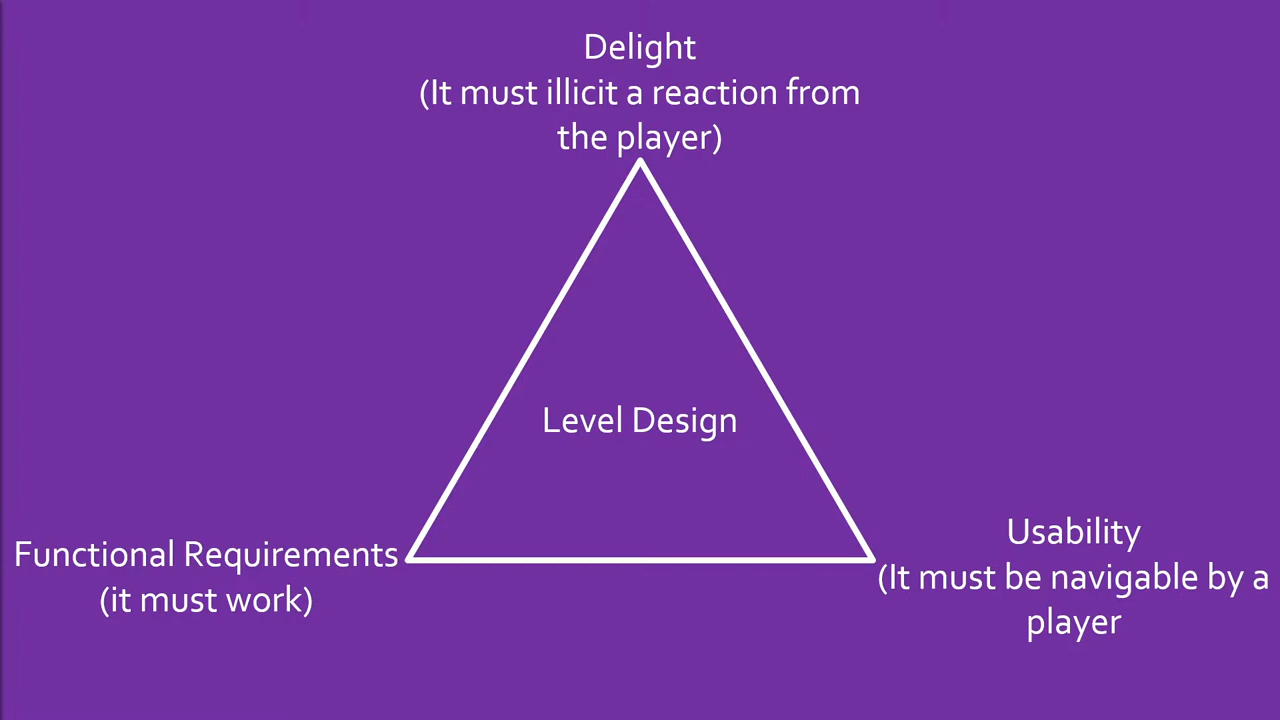 Delight
(It must illicit a reaction from
the player)
Level Design
Functional Requirements
(it must work)
Usability
(It must be navigable by a
player